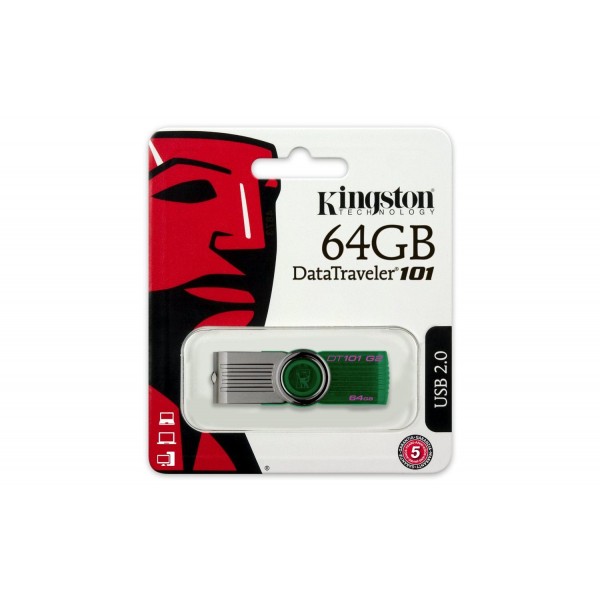 Kingston
TECHNOLOGY
64GB
DataTraveler® 101
DT101 G2
64GB
USB 2.0
5
®